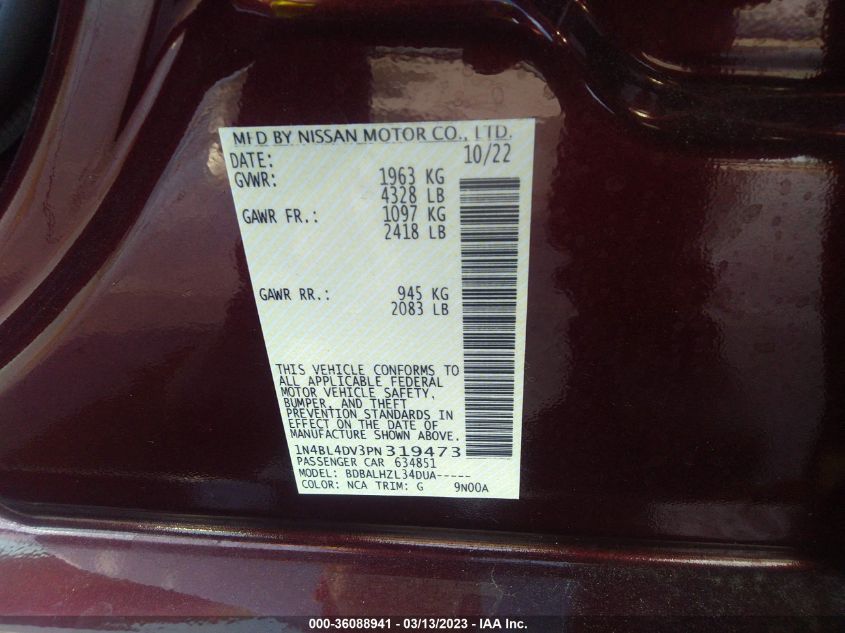 MFD BY NISSAN MOTOR CO., LTD.
DATE: 10/22
GVWR: 1963 KG
4328 LB
GAWR FR.: 1097 KG
2418 LB
GAWR RR.: 945 KG
2083 LB
THIS VEHICLE CONFORMS TO
ALL APPLICABLE FEDERAL
MOTOR VEHICLE SAFETY,
BUMPER, AND THEFT
PREVENTION STANDARDS IN
EFFECT ON THE DATE OF
MANUFACTURE SHOWN ABOVE.
1N4BL4DV3PN319473
PASSENGER CAR 634851
MODEL: BDBALHZL34DUA-----
COLOR: NCA TRIM: G 9N00A
000-36088941 - 03/13/2023 - IAA Inc.